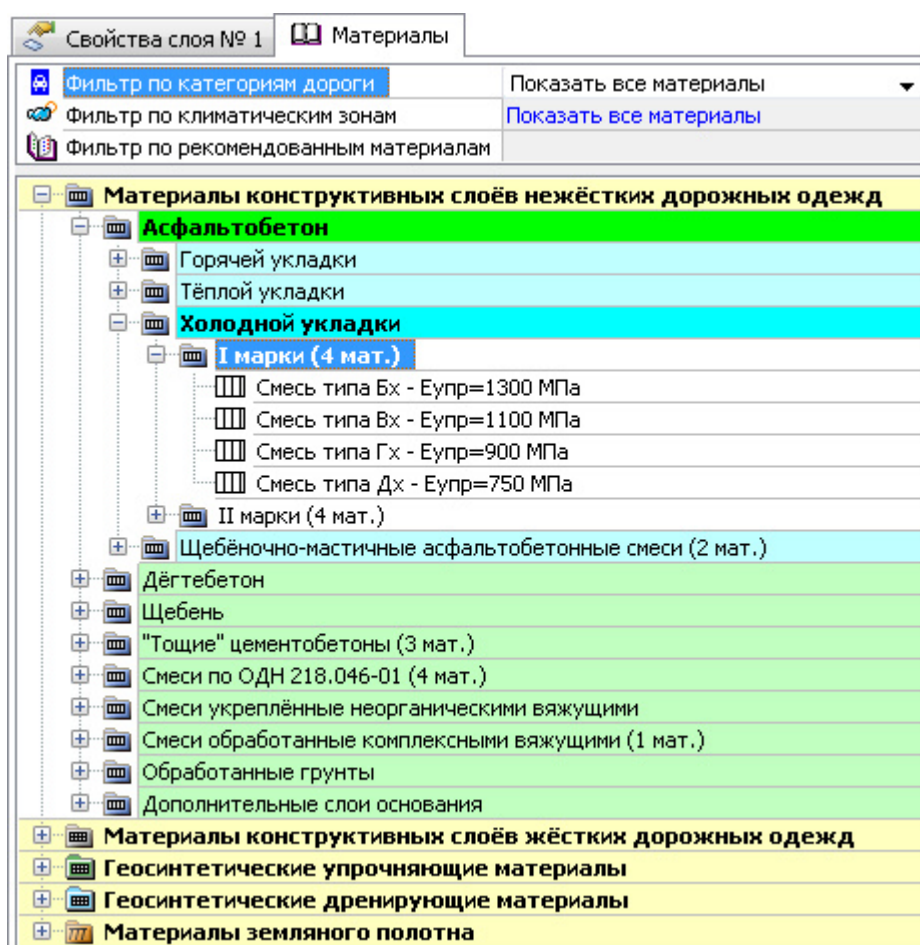 Свойства слоя № 1 Материалы
Фильтр по категориям дороги Показать все материалы
Фильтр по климатическим зонам Показать все материалы
Фильтр по рекомендованным материалам
Материалы конструктивных слоёв нежёстких дорожных одежд
Асфальтобетон
Горячей укладки
Тёплой укладки
Холодной укладки
I марки (4 мат.)
Смесь типа Бх - Eупр=1300 МПа
Смесь типа Вх - Eупр=1100 МПа
Смесь типа Гх - Eупр=900 МПа
Смесь типа Дх - Eупр=750 МПа
II марки (4 мат.)
Щебёночно-мастичные асфальтобетонные смеси (2 мат.)
Дёгтебетон
Щебень
"Тощие" цементобетоны (3 мат.)
Смеси по ОДН 218.046-01 (4 мат.)
Смеси укреплённые неорганическими вяжущими
Смеси обработанные комплексными вяжущими (1 мат.)
Обработанные грунты
Дополнительные слои основания
Материалы конструктивных слоёв жёстких дорожных одежд
Геосинтетические упрочняющие материалы
Геосинтетические дренирующие материалы
Материалы земляного полотна